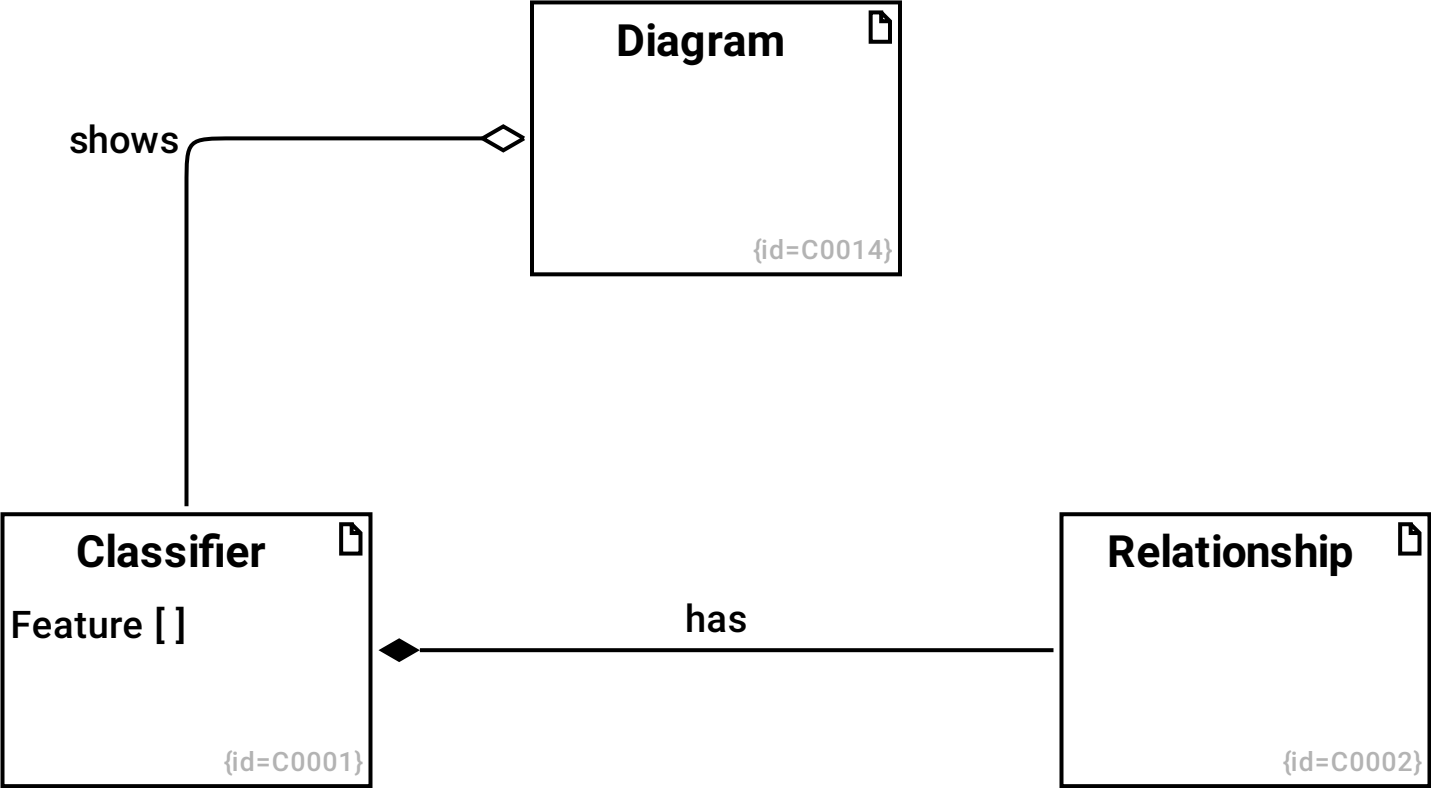 Diagram
shows
{id=C0014}
Classifier
Feature [ ]
{id=C0001}
has
Relationship
{id=C0002}